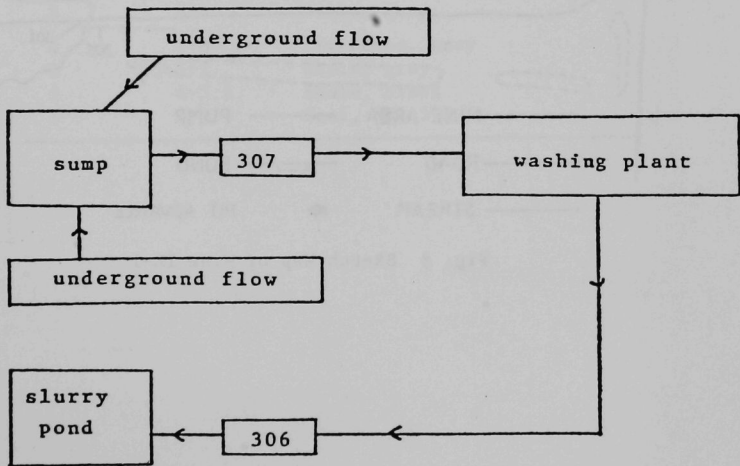 underground flow
sump
307
washing plant
underground flow
slurry
pond
306